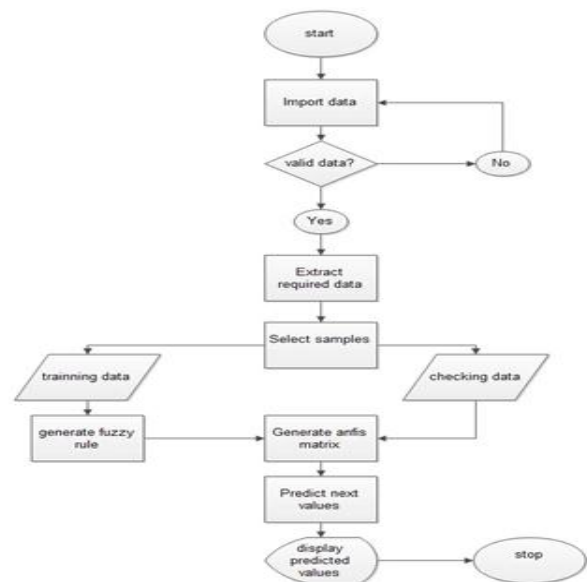 start
Import data
valid data?
No
Yes
Extract
required data
Select samples
trainning data
checking data
generate fuzzy
rule
Generate anfis
matrix
Predict next
values
display
predicted
values
stop